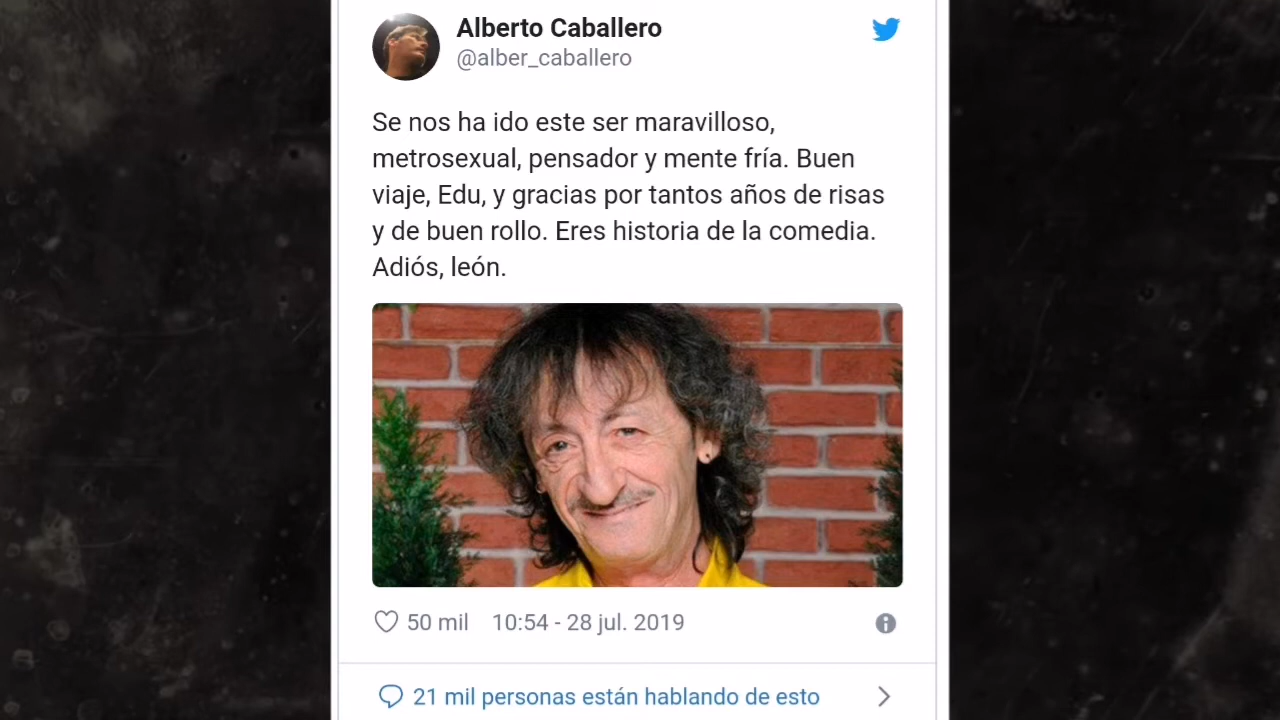 Alberto Caballero
@alber_caballero
Se nos ha ido este ser maravilloso,
metrosexual, pensador y mente fría. Buen
viaje, Edu, y gracias por tantos años de risas
y de buen rollo. Eres historia de la comedia.
Adiós, león.
50 mil 10:54 - 28 jul. 2019
21 mil personas están hablando de esto